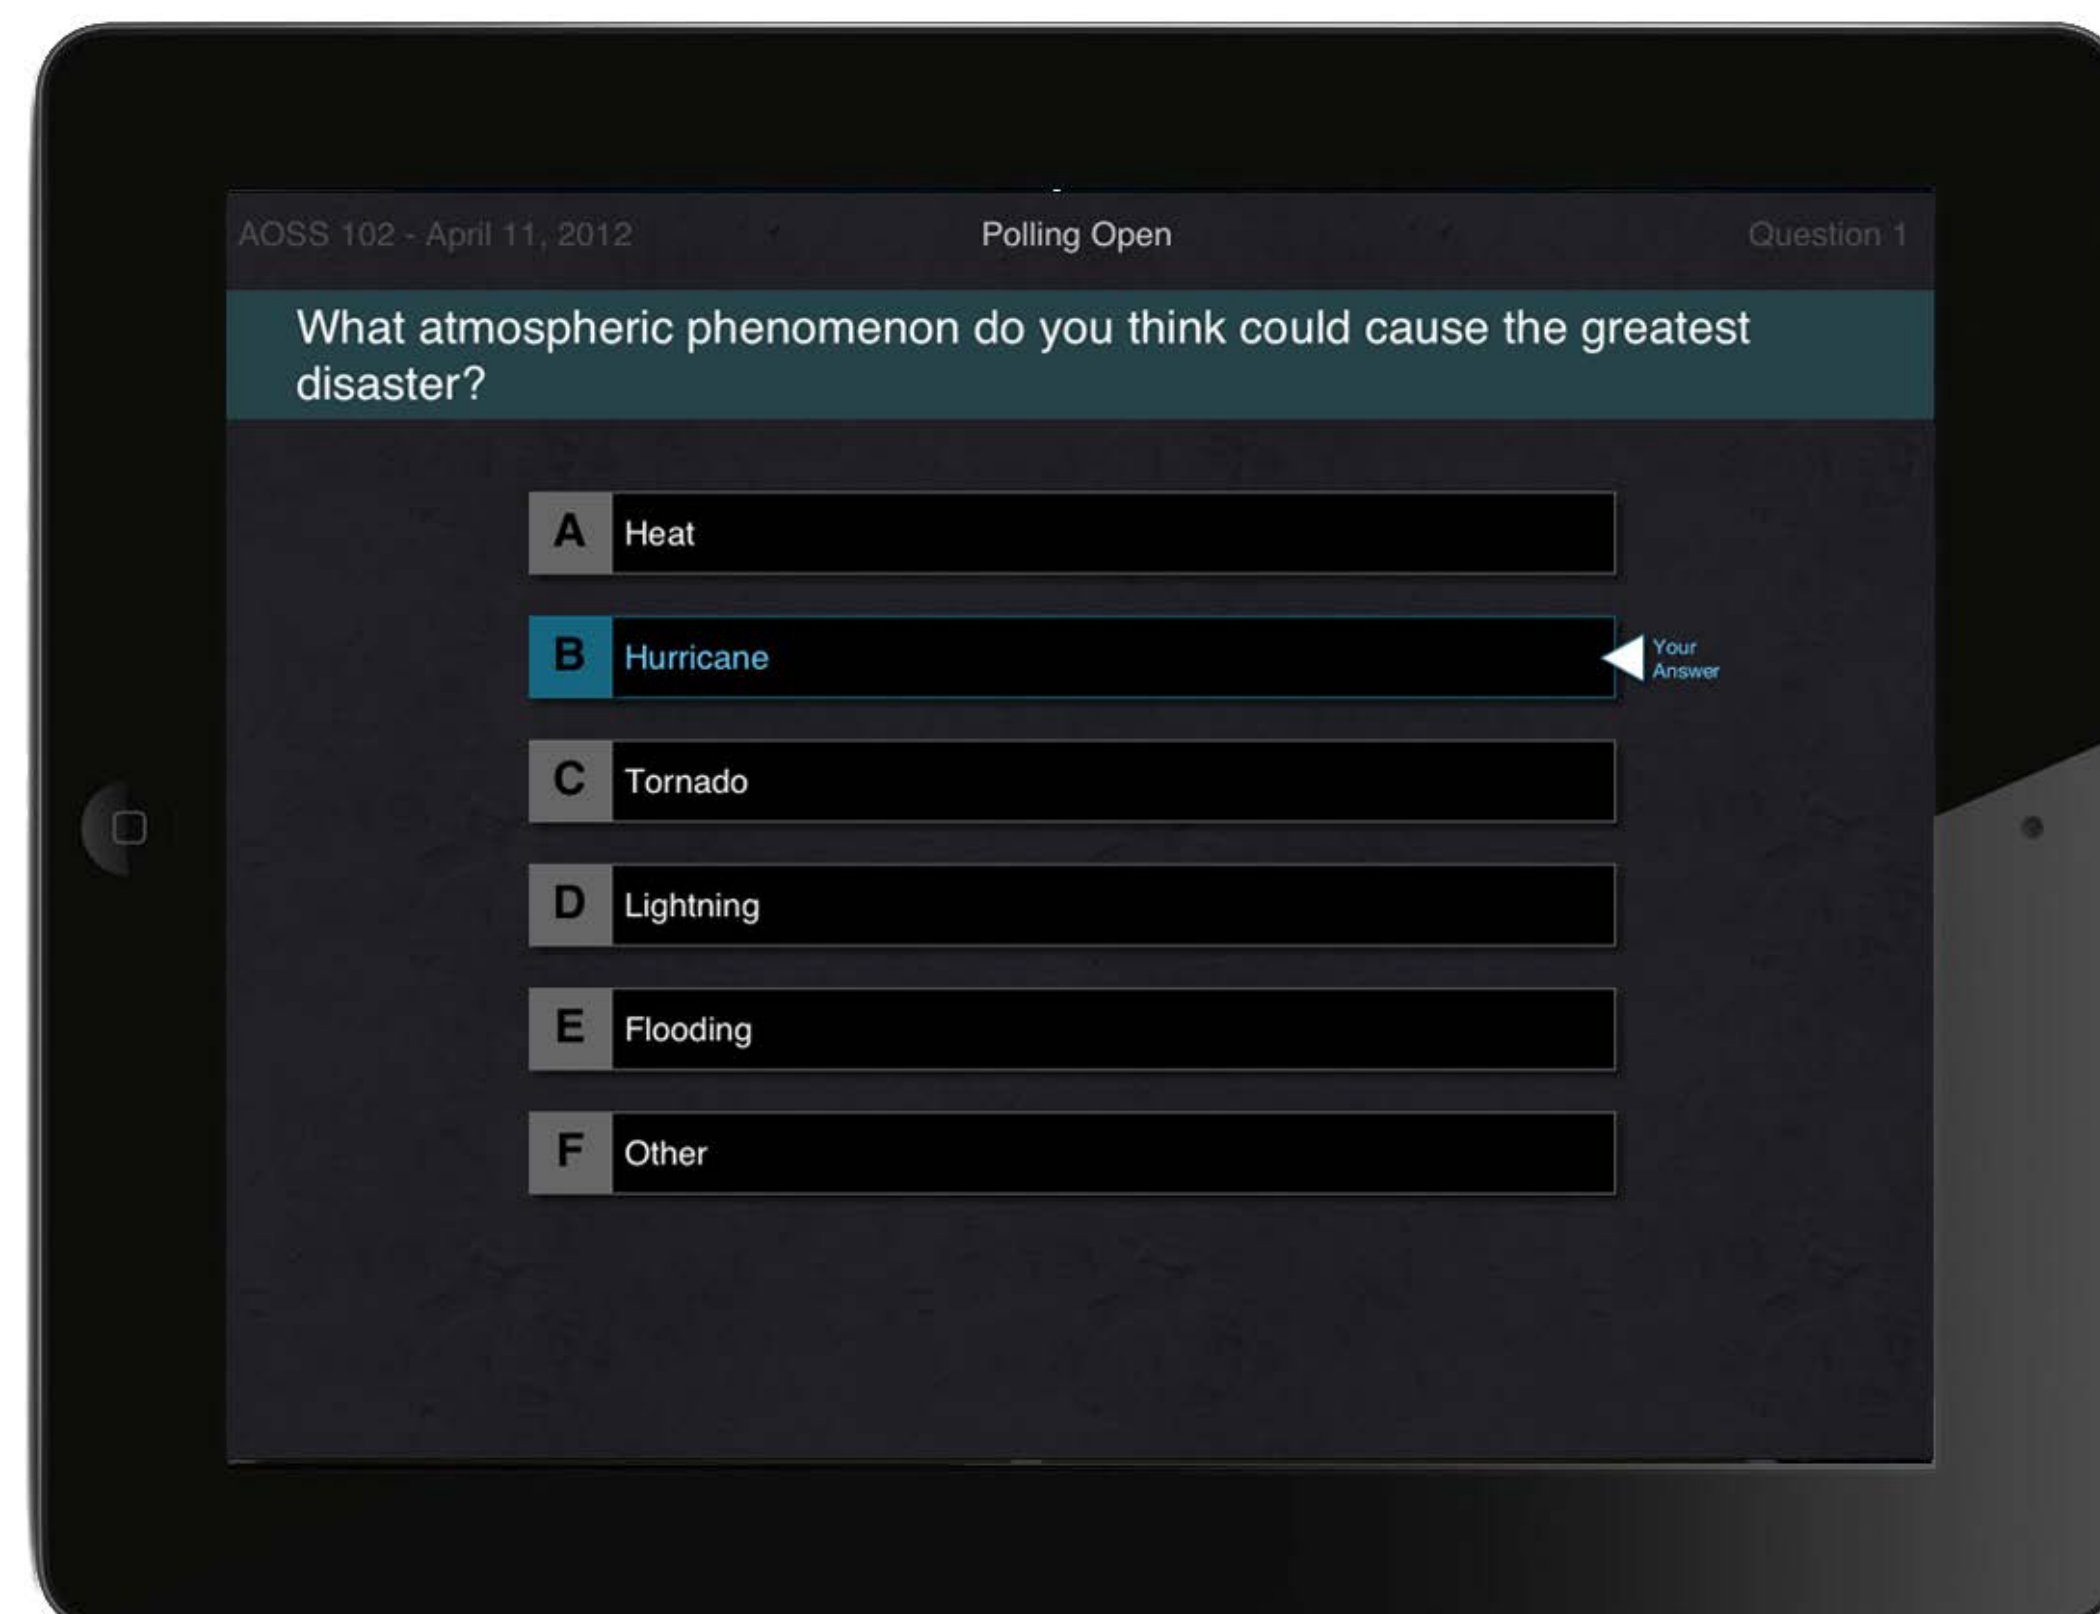 AOSS 102 - April 11, 2012 Polling Open Question 1
What atmospheric phenomenon do you think could cause the greatest
disaster?
A Heat
B Hurricane
Your
Answer
C Tornado
D Lightning
E Flooding
F Other